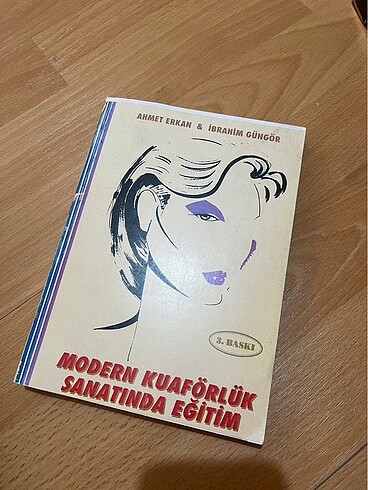 AHMET ERKAN & İBRAHİM GÜNGÖR
3. BASKI
MODERN KUAFÖRLÜK
SANATINDA EĞİTİM